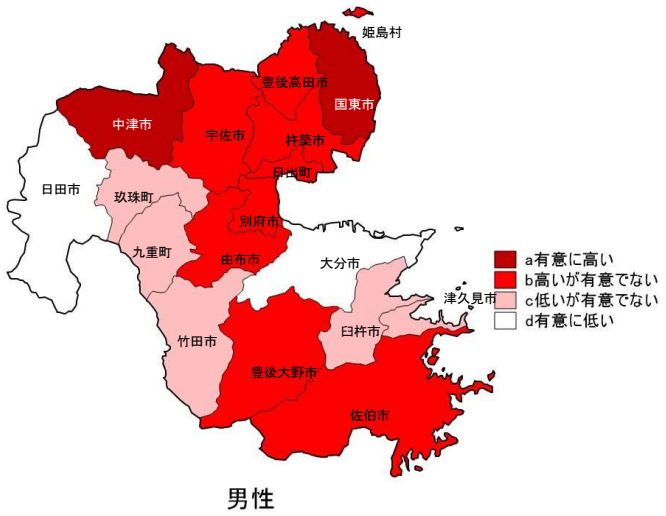 姫島村
豊後高田市
国東市
中津市
宇佐市
杵築市
日出町
日田市
玖珠町
別府市
九重町
由布市
大分市
a有意に高い
b高いが有意でない
c低いが有意でない
d有意に低い
津久見市
臼杵市
竹田市
豊後大野市
佐伯市
男性